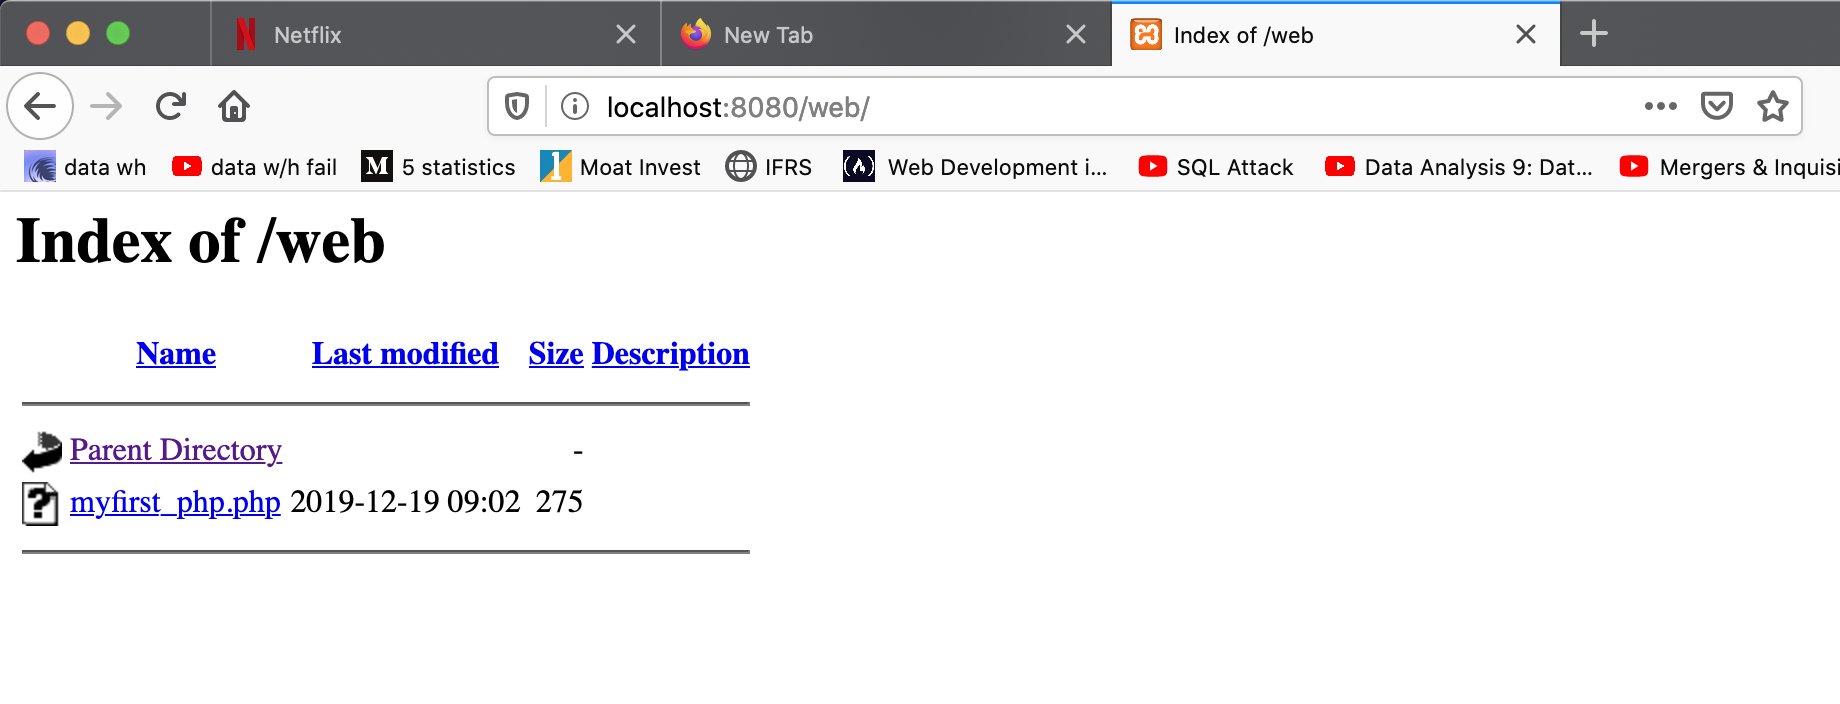 Netflix New Tab Index of /web
localhost:8080/web/
data wh data w/h fail M 5 statistics Moat Invest IFRS (A) Web Development i... SQL Attack Data Analysis 9: Dat... Mergers & Inquisi
Index of /web
Name Last modified Size Description
Parent Directory -
myfirst_php.php 2019-12-19 09:02 275